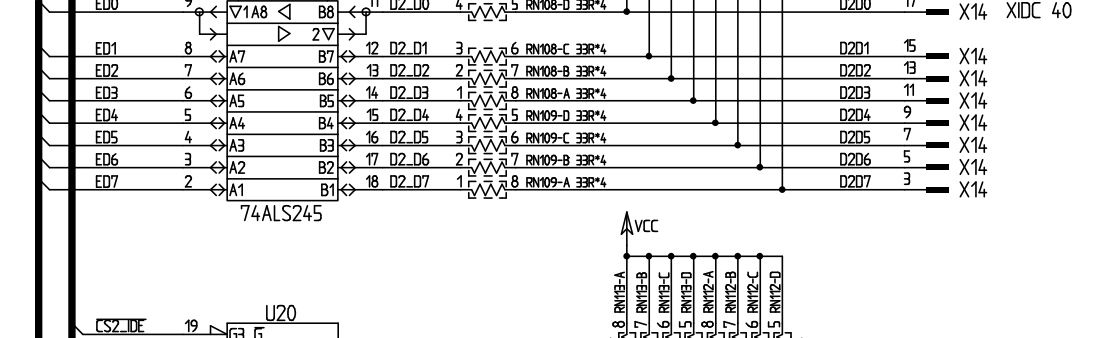 ED0 9 ▽1A8 B8 11 D2_D0 4 5 RN108-D 33R*4 D2D0 17 X14 XIDC 40
2▽
ED1 8 A7 B7 12 D2_D1 3 6 RN108-C 33R*4 D2D1 15 X14
ED2 7 A6 B6 13 D2_D2 2 7 RN108-B 33R*4 D2D2 13 X14
ED3 6 A5 B5 14 D2_D3 1 8 RN108-A 33R*4 D2D3 11 X14
ED4 5 A4 B4 15 D2_D4 4 5 RN109-D 33R*4 D2D4 9 X14
ED5 4 A3 B3 16 D2_D5 3 6 RN109-C 33R*4 D2D5 7 X14
ED6 3 A2 B2 17 D2_D6 2 7 RN109-B 33R*4 D2D6 5 X14
ED7 2 A1 B1 18 D2_D7 1 8 RN109-A 33R*4 D2D7 3 X14
74ALS245
VCC
8 RN113-A
7 RN113-B
6 RN113-C
5 RN113-D
8 RN112-A
7 RN112-B
6 RN112-C
5 RN112-D
U20
CS2_IDE 19 G3 G